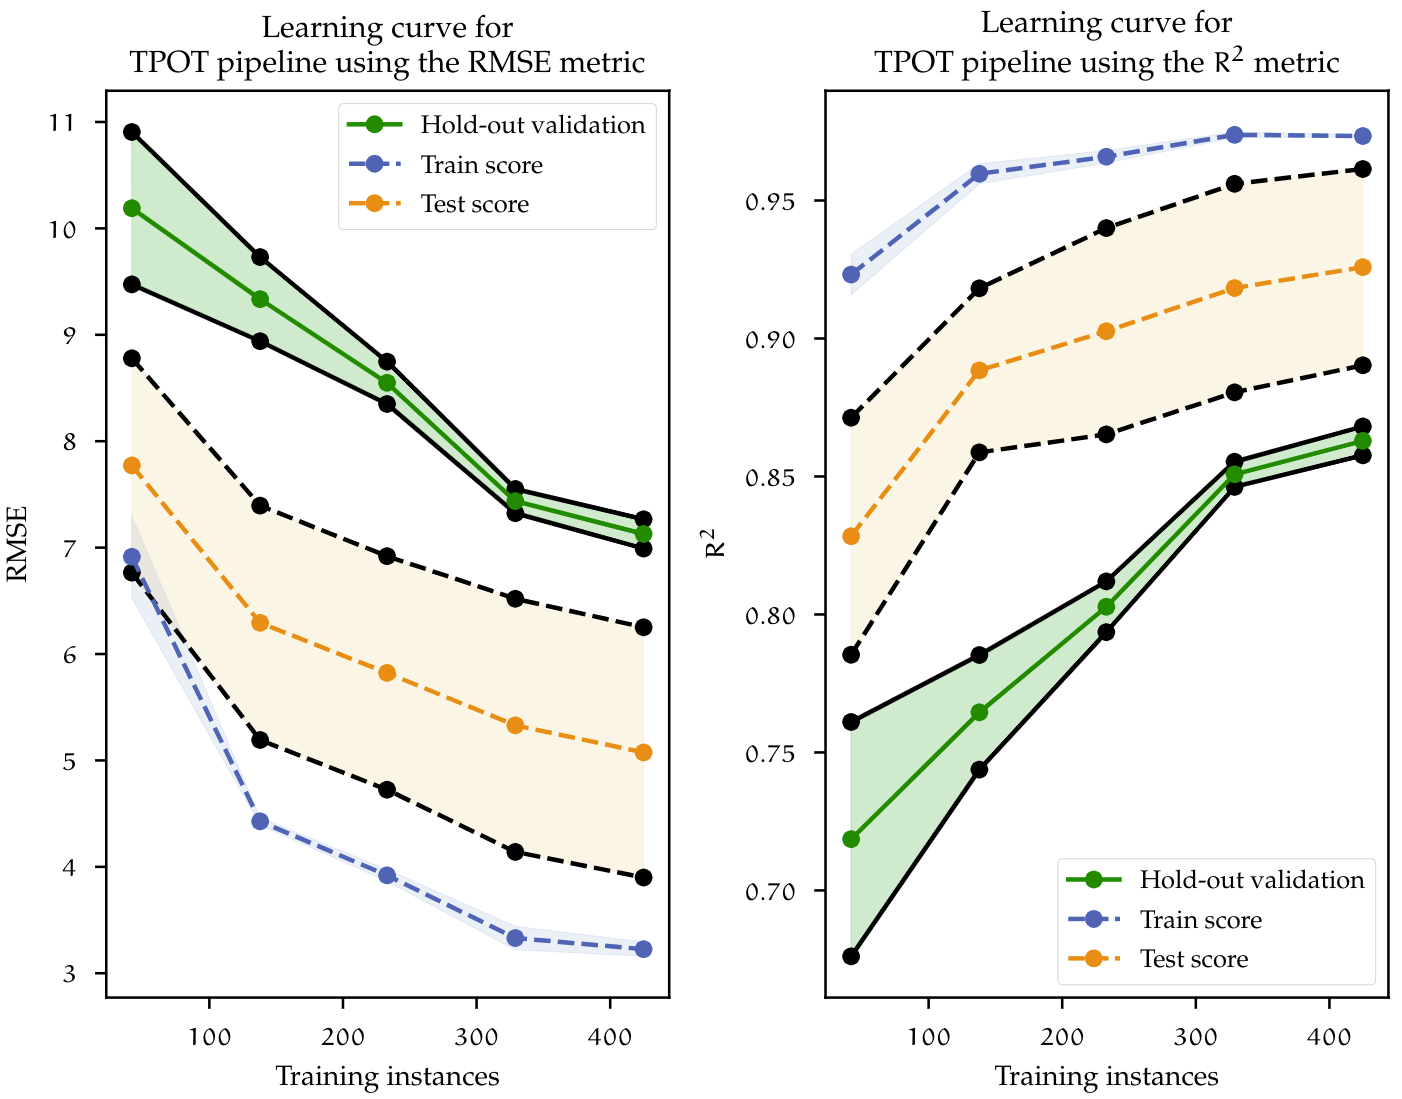 Learning curve for
TPOT pipeline using the RMSE metric
11
10
9
8
7
6
5
4
3
RMSE
Hold-out validation
Train score
Test score
100 200 300 400
Training instances
Learning curve for
TPOT pipeline using the R² metric
0.95
0.90
0.85
0.80
0.75
0.70
R²
Hold-out validation
Train score
Test score
100 200 300 400
Training instances